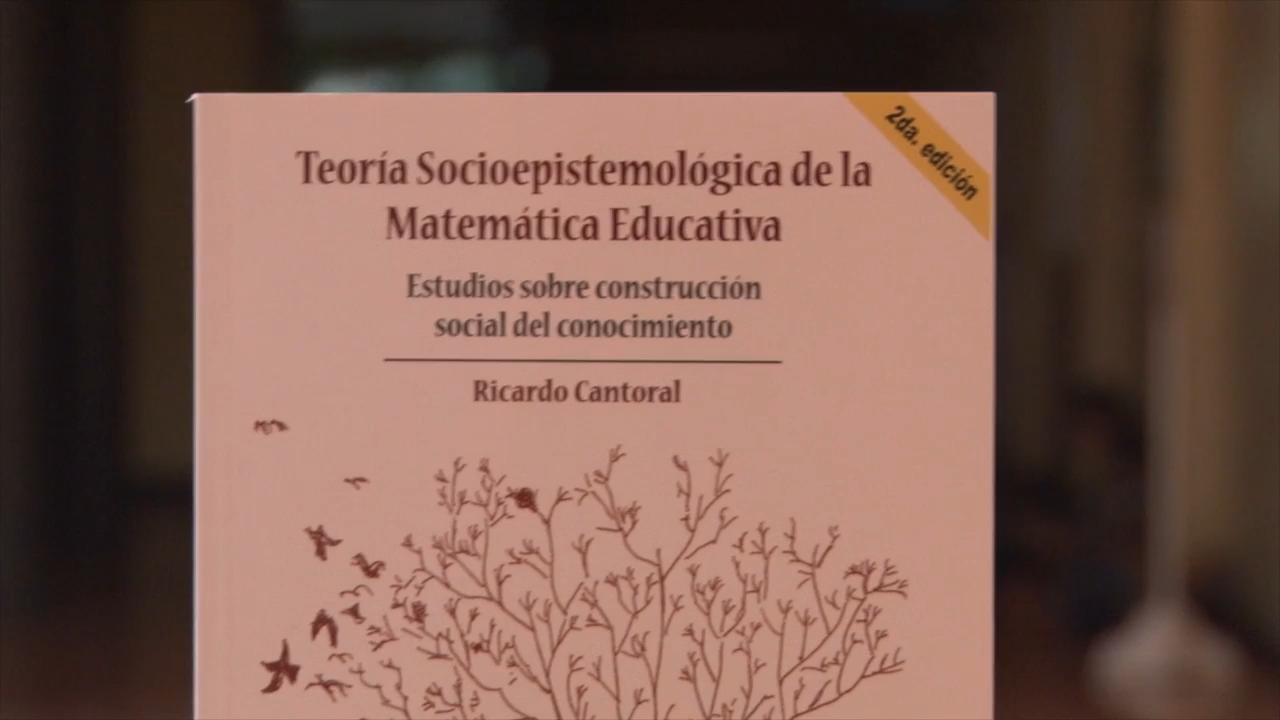 2da. edición
Teoría Socioepistemológica de la
Matemática Educativa
Estudios sobre construcción
social del conocimiento
Ricardo Cantoral